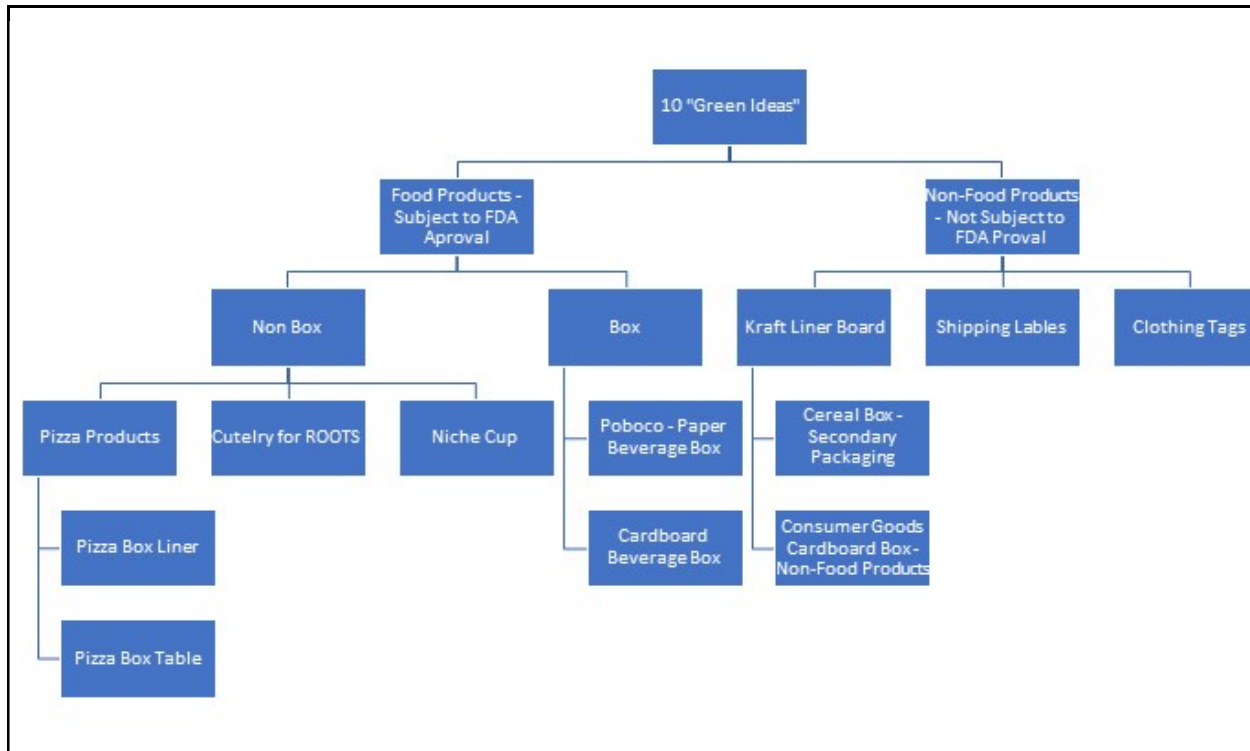 10 "Green Ideas"
Food Products -
Subject to FDA
Aproval
Non-Food Products
- Not Subject to
FDA Proval
Non Box
Box
Kraft Liner Board
Shipping Lables
Clothing Tags
Pizza Products
Cutelry for ROOTS
Niche Cup
Poboco - Paper
Beverage Box
Cereal Box -
Secondary
Packaging
Pizza Box Liner
Cardboard
Beverage Box
Consumer Goods
Cardboard Box-
Non-Food Products
Pizza Box Table